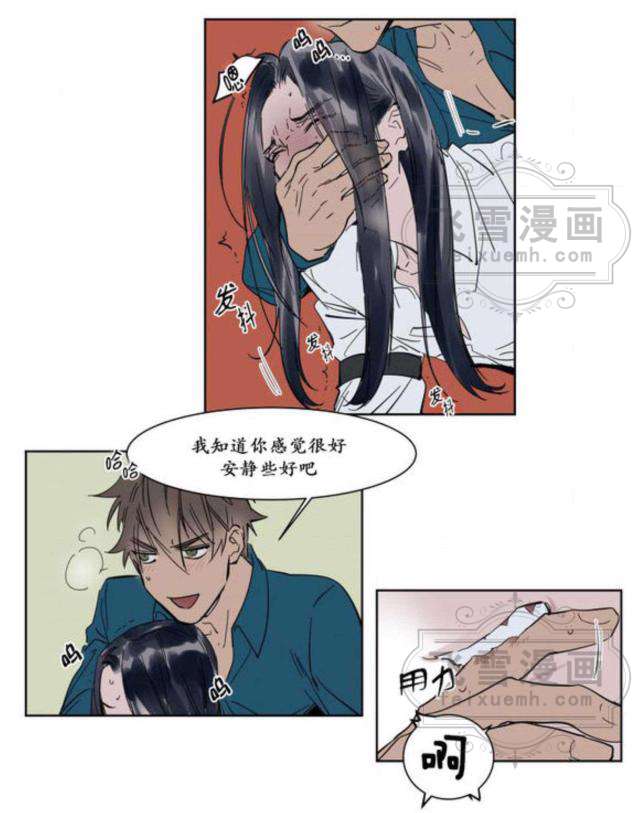 嗯
呜
呜...
飞雪漫画
feixuemh.com
发抖
发抖
发抖
我知道你感觉很好
安静些好吧
哈哈
呜
呜
飞雪漫画
feixuemh.com
用力
啊